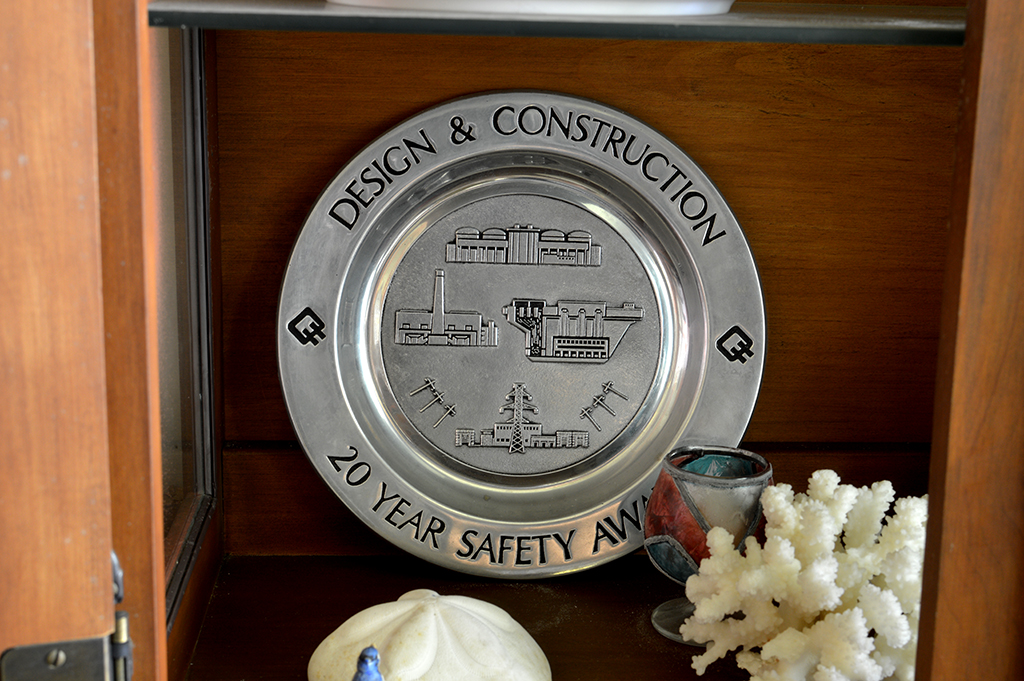 DESIGN & CONSTRUCTION
20 YEAR SAFETY